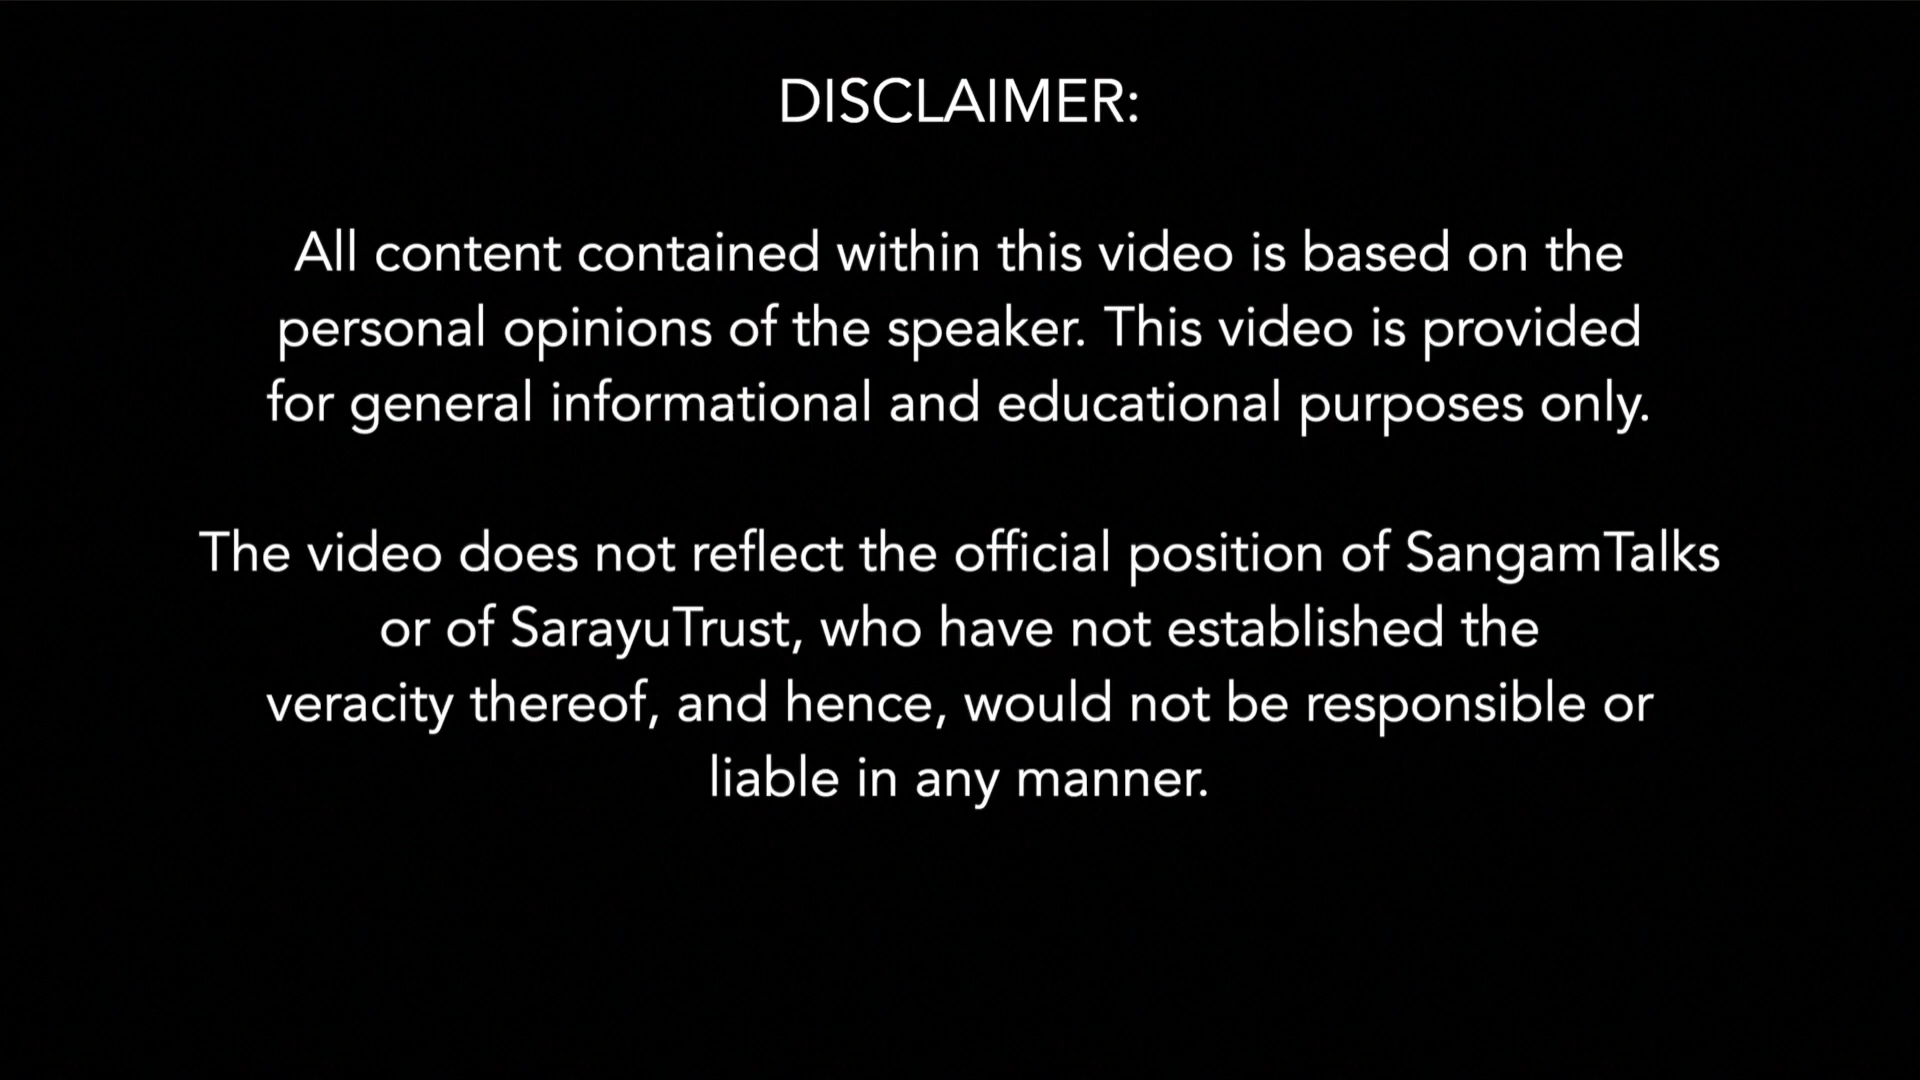 DISCLAIMER:
All content contained within this video is based on the
personal opinions of the speaker. This video is provided
for general informational and educational purposes only.
The video does not reflect the official position of SangamTalks
or of SarayuTrust, who have not established the
veracity thereof, and hence, would not be responsible or
liable in any manner.